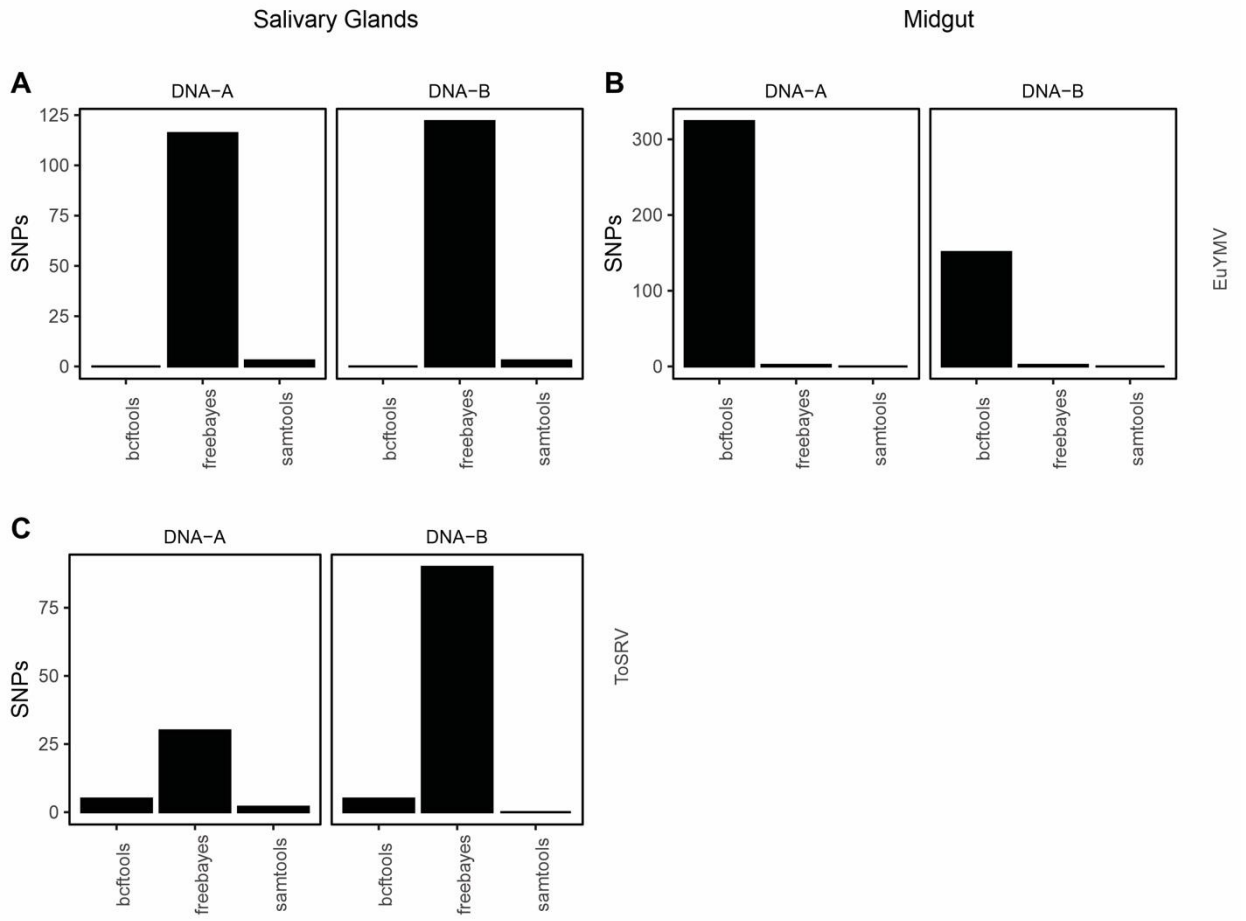 Salivary Glands
Midgut
A
DNA−A
DNA−B
SNPs
125
100
75
50
25
0
bcftools
freebayes
samtools
bcftools
freebayes
samtools
B
DNA−A
DNA−B
SNPs
300
200
100
0
bcftools
freebayes
samtools
bcftools
freebayes
samtools
EuYMV
C
DNA−A
DNA−B
SNPs
75
50
25
0
bcftools
freebayes
samtools
bcftools
freebayes
samtools
ToSRV